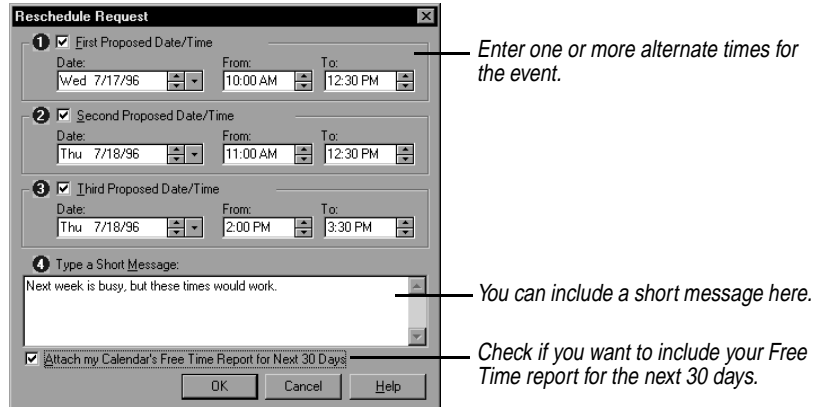 Reschedule Request
1 First Proposed Date/Time
Date: From: To:
Wed 7/17/96 10:00 AM 12:30 PM
Enter one or more alternate times for
the event.
2 Second Proposed Date/Time
Date: From: To:
Thu 7/18/96 11:00 AM 12:30 PM
3 Third Proposed Date/Time
Date: From: To:
Thu 7/18/96 2:00 PM 3:30 PM
4 Type a Short Message:
Next week is busy, but these times would work.
You can include a short message here.
Attach my Calendar's Free Time Report for Next 30 Days
Check if you want to include your Free
Time report for the next 30 days.
OK Cancel Help